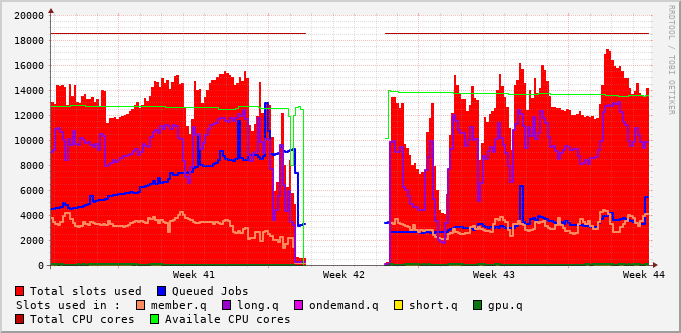 RRDTOOL / TOBI OETIKER
20000
18000
16000
14000
12000
10000
8000
6000
4000
2000
0
Week 41 Week 42 Week 43 Week 44
Total slots used Queued Jobs
Slots used in : member.q long.q ondemand.q short.q gpu.q
Total CPU cores Availale CPU cores